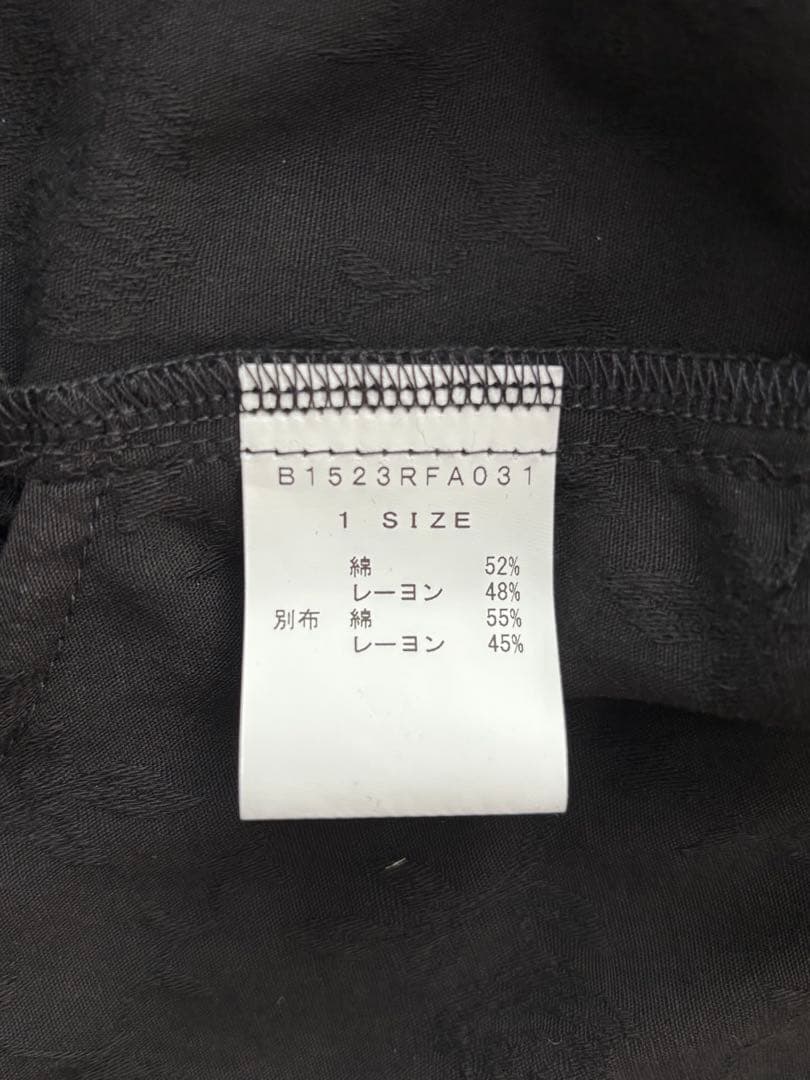 B1523RFA031
1 SIZE
綿 52%
レーヨン 48%
別布 綿 55%
レーヨン 45%